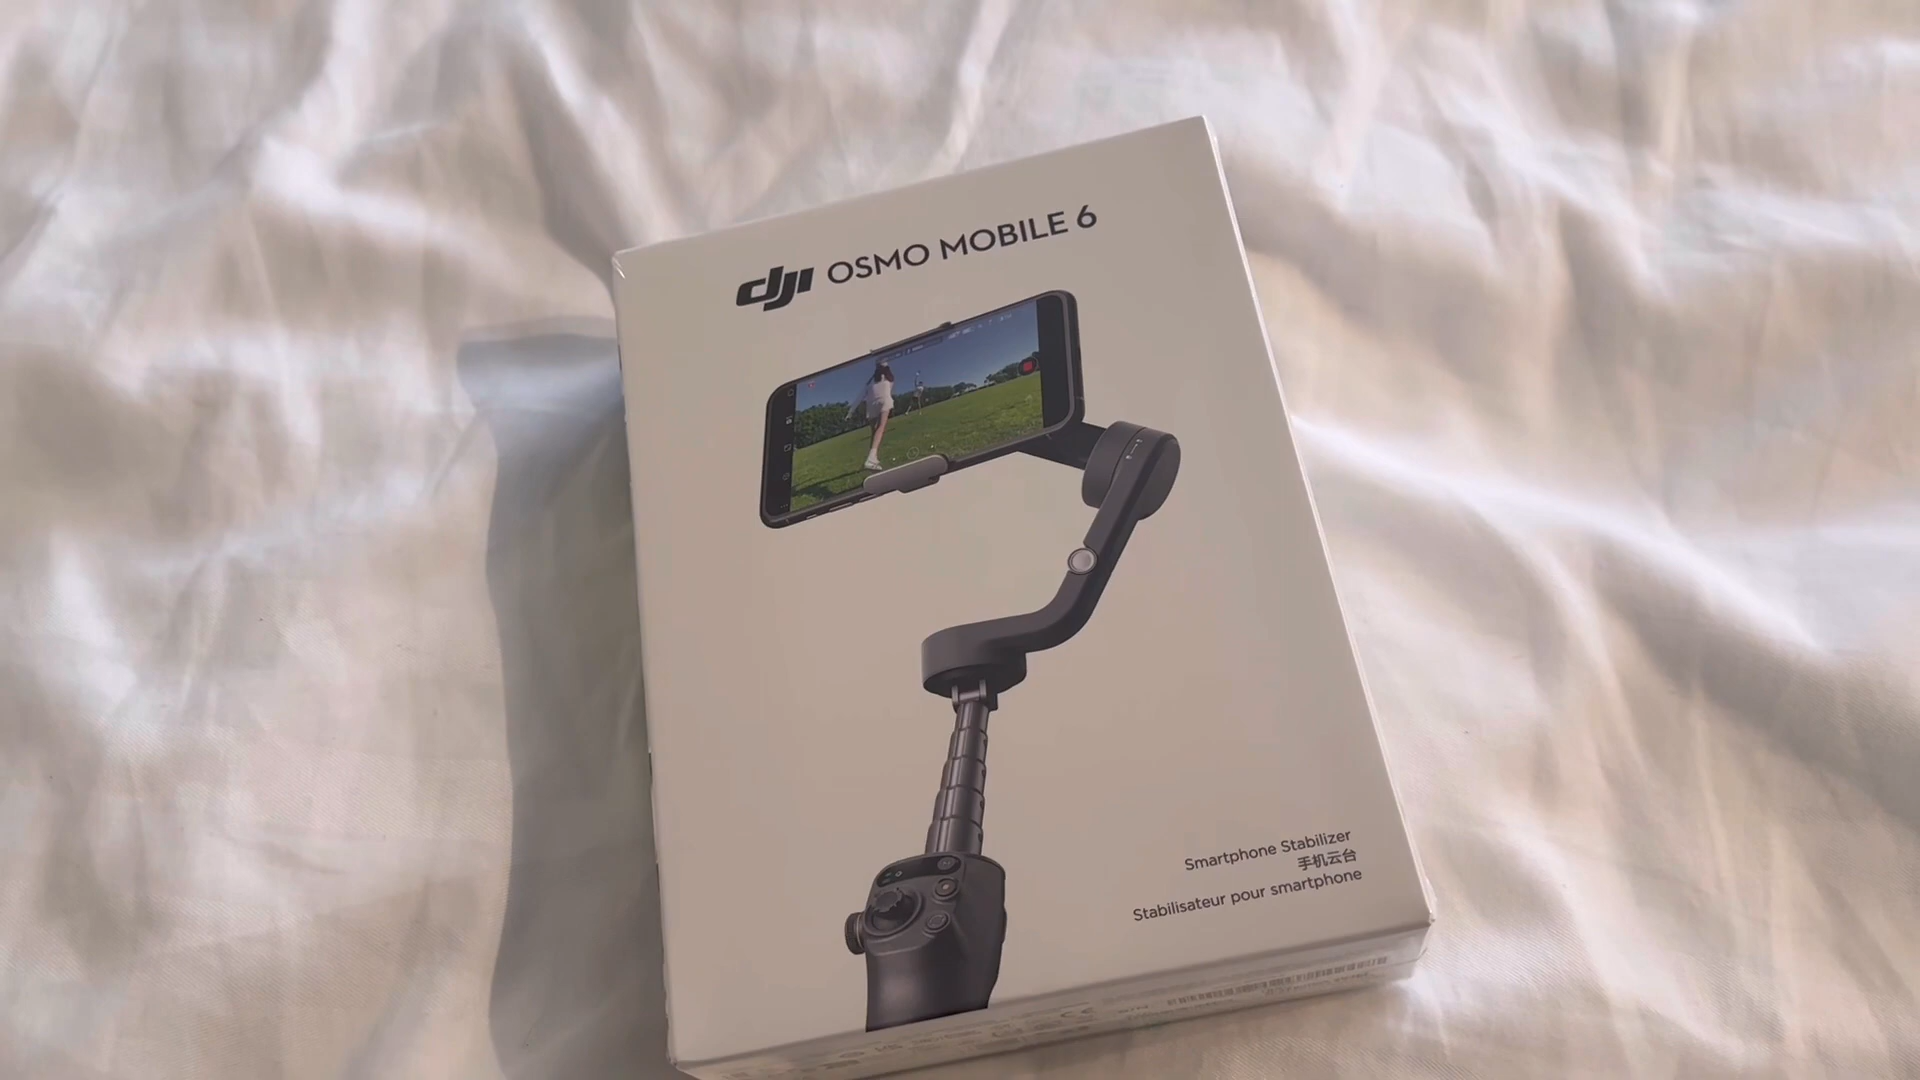 dji OSMO MOBILE 6
Smartphone Stabilizer
手机云台
Stabilisateur pour smartphone